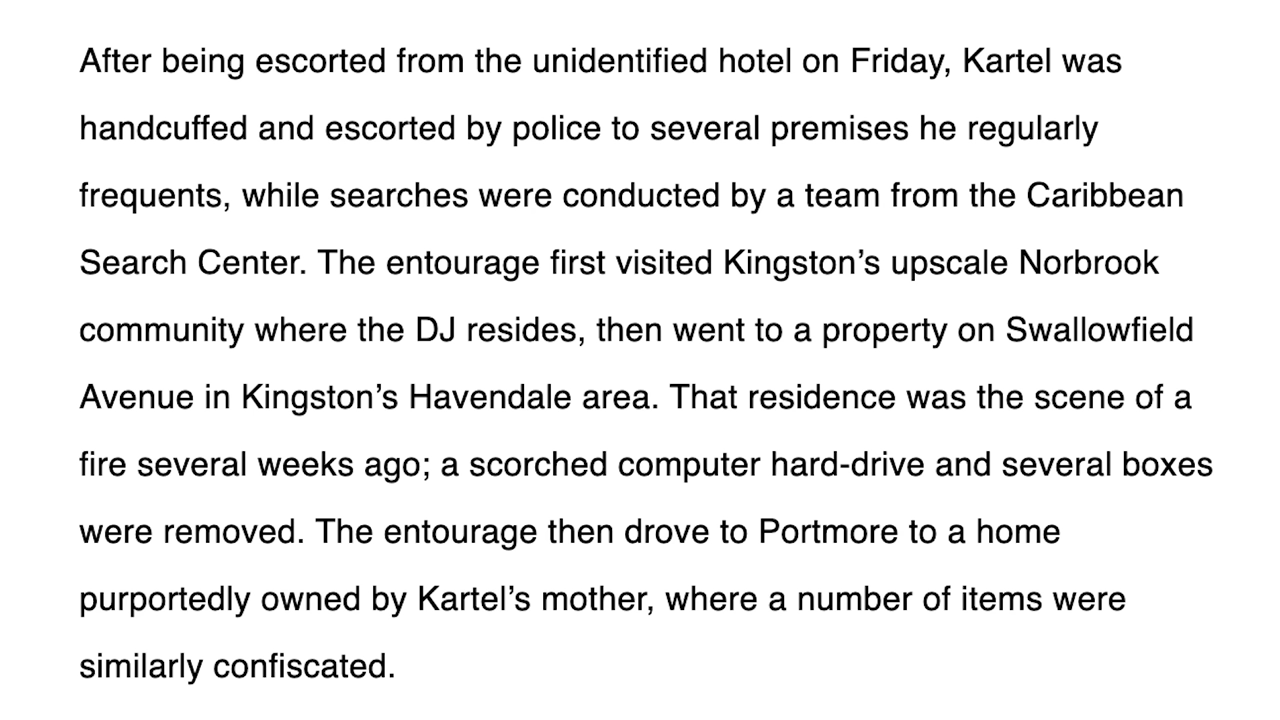 After being escorted from the unidentified hotel on Friday, Kartel was
handcuffed and escorted by police to several premises he regularly
frequents, while searches were conducted by a team from the Caribbean
Search Center. The entourage first visited Kingston’s upscale Norbrook
community where the DJ resides, then went to a property on Swallowfield
Avenue in Kingston’s Havendale area. That residence was the scene of a
fire several weeks ago; a scorched computer hard-drive and several boxes
were removed. The entourage then drove to Portmore to a home
purportedly owned by Kartel’s mother, where a number of items were
similarly confiscated.